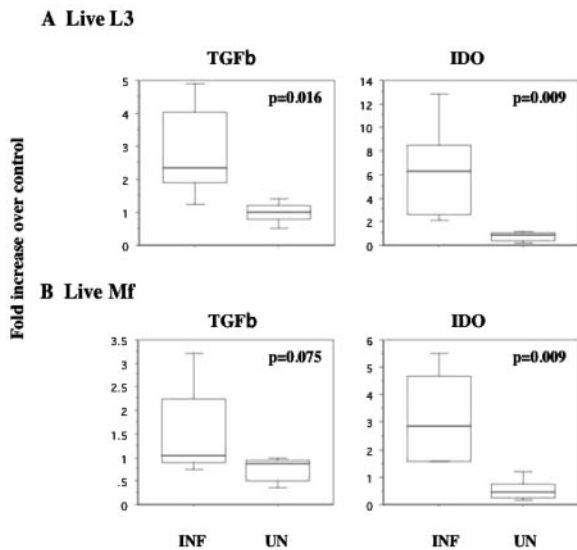 A Live L3
TGFb
IDO
5
4
3
2
1
0
p=0.016
14
12
10
8
6
4
2
0
p=0.009
Fold increase over control
B Live Mf
TGFb
IDO
3.5
3
2.5
2
1.5
1
.5
0
p=0.075
6
5
4
3
2
1
0
p=0.009
INF UN
INF UN